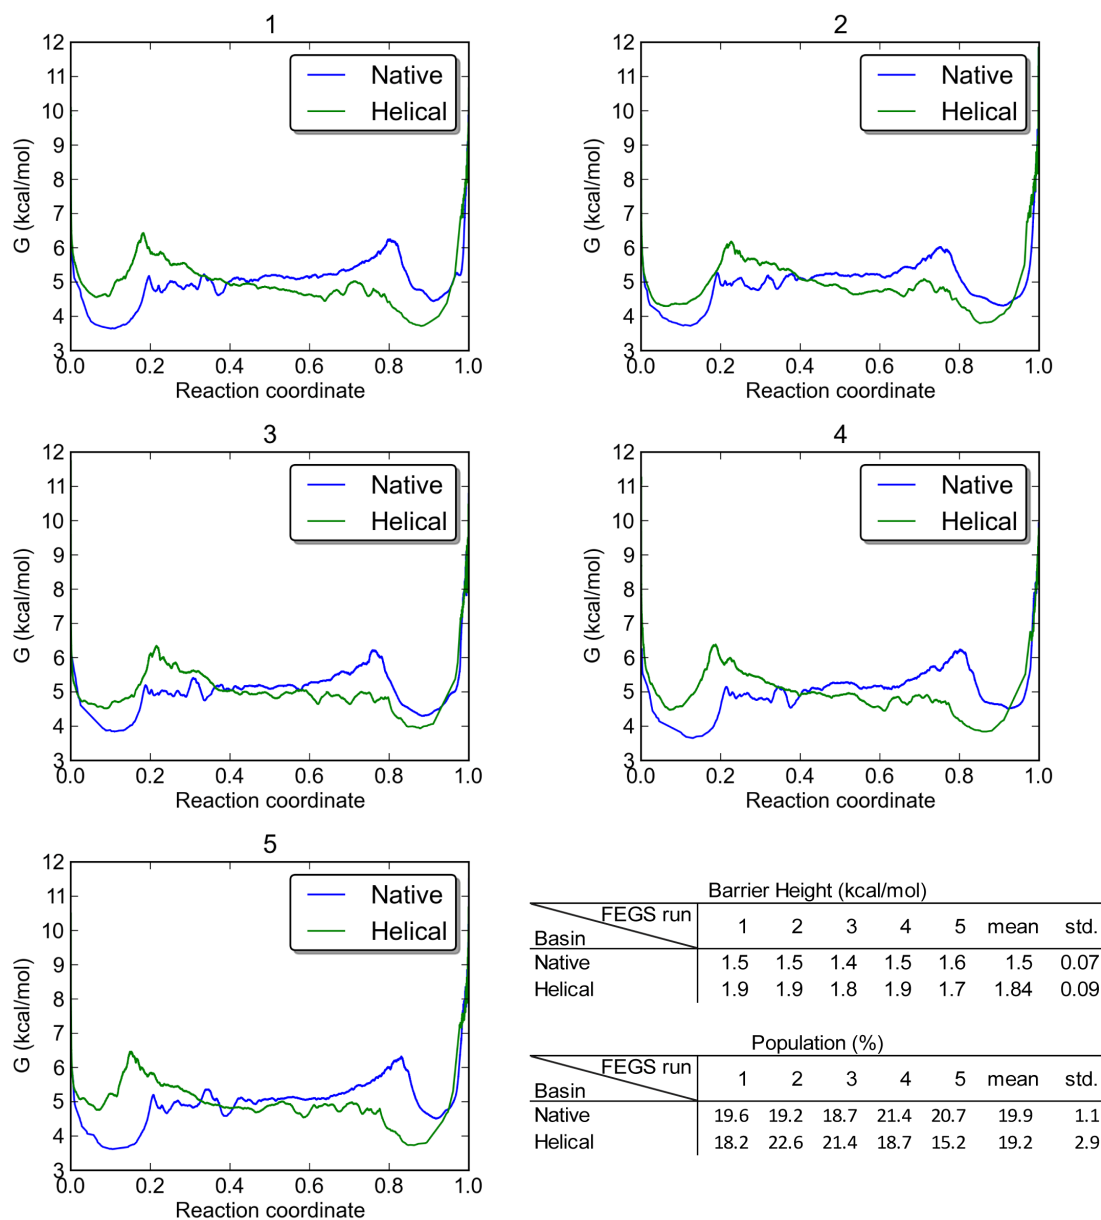 1
12
11
10
9
8
7
6
5
4
3
G (kcal/mol)
Native
Helical
0.0 0.2 0.4 0.6 0.8 1.0
Reaction coordinate
2
12
11
10
9
8
7
6
5
4
3
G (kcal/mol)
Native
Helical
0.0 0.2 0.4 0.6 0.8 1.0
Reaction coordinate
3
12
11
10
9
8
7
6
5
4
3
G (kcal/mol)
Native
Helical
0.0 0.2 0.4 0.6 0.8 1.0
Reaction coordinate
4
12
11
10
9
8
7
6
5
4
3
G (kcal/mol)
Native
Helical
0.0 0.2 0.4 0.6 0.8 1.0
Reaction coordinate
5
12
11
10
9
8
7
6
5
4
3
G (kcal/mol)
Native
Helical
0.0 0.2 0.4 0.6 0.8 1.0
Reaction coordinate
Barrier Height (kcal/mol)
FEGS run 1 2 3 4 5 mean std.
Basin
Native 1.5 1.5 1.4 1.5 1.6 1.5 0.07
Helical 1.9 1.9 1.8 1.9 1.7 1.84 0.09
Population (%)
FEGS run 1 2 3 4 5 mean std.
Basin
Native 19.6 19.2 18.7 21.4 20.7 19.9 1.1
Helical 18.2 22.6 21.4 18.7 15.2 19.2 2.9